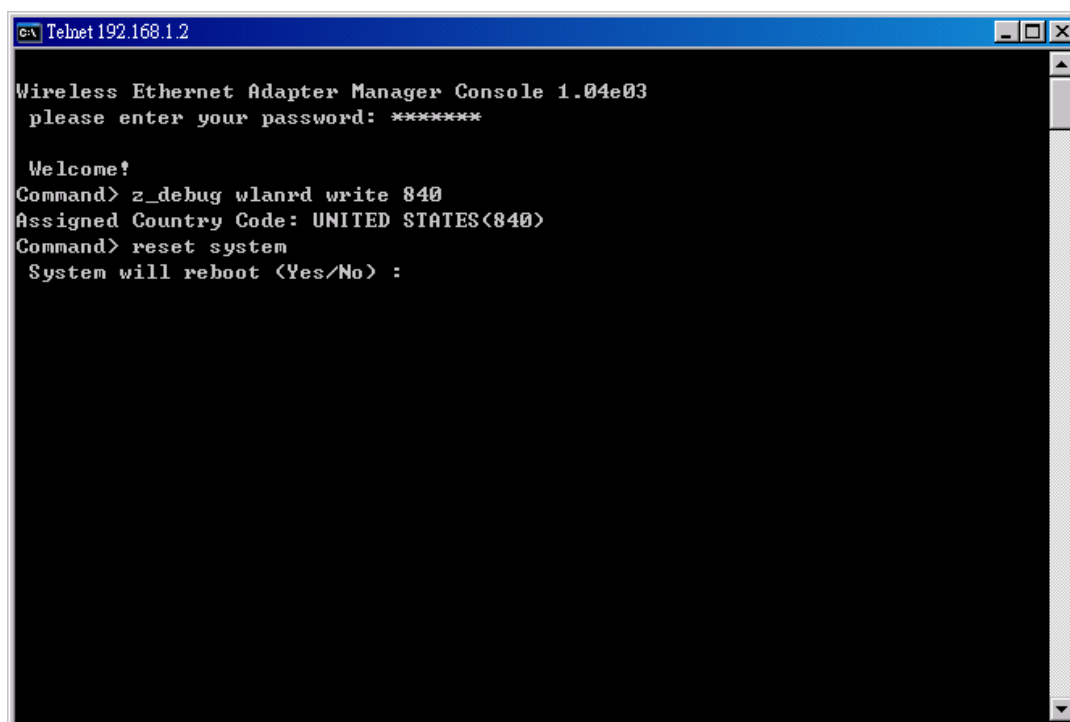 Telnet 192.168.1.2
Wireless Ethernet Adapter Manager Console 1.04e03
please enter your password: *******
Welcome!
Command> z_debug wlanrd write 840
Assigned Country Code: UNITED STATES(840)
Command> reset system
System will reboot (Yes/No) :